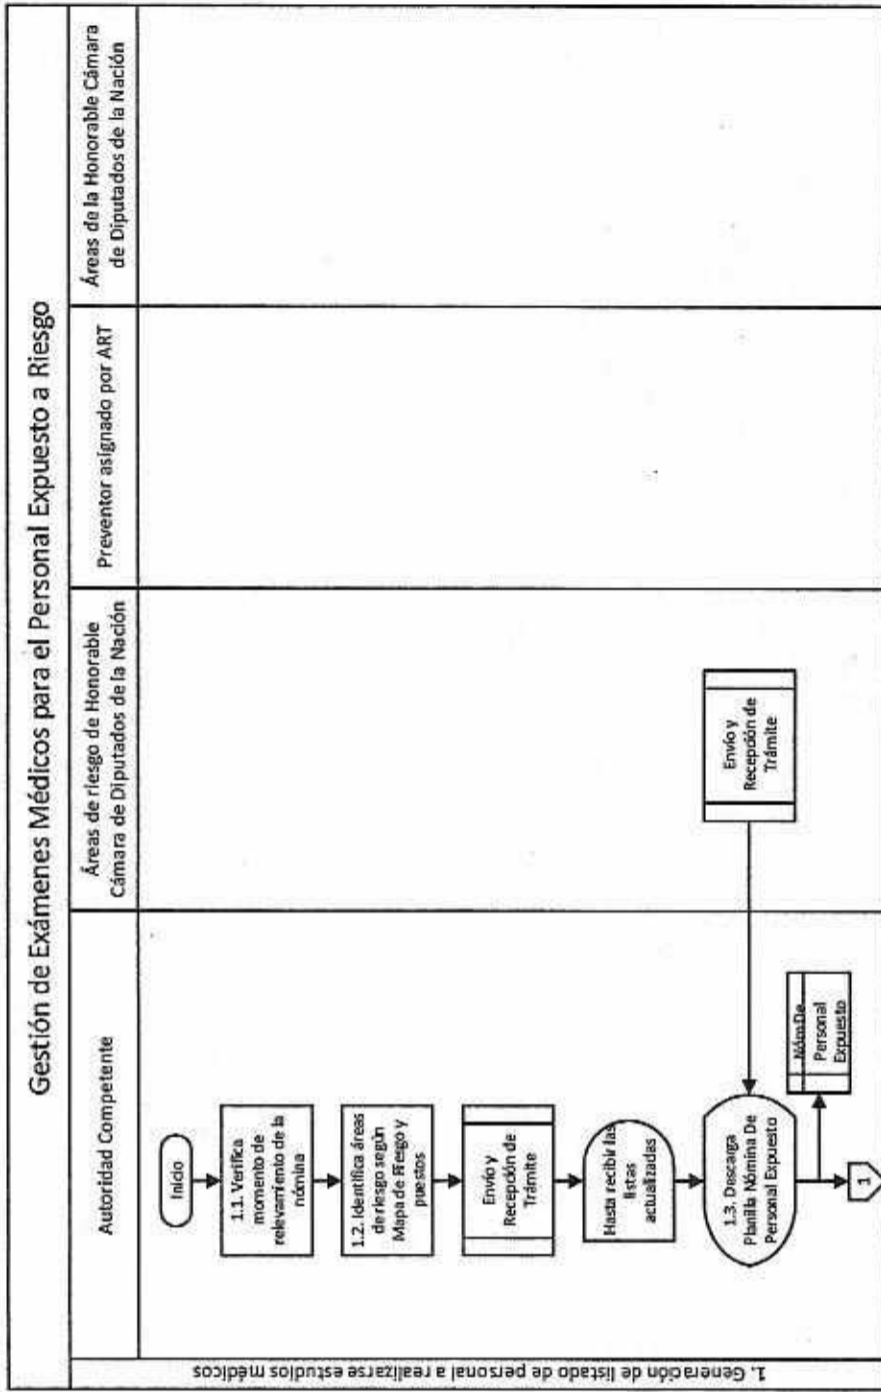 Gestión de Exámenes Médicos para el Personal Expuesto a Riesgo
Autoridad Competente
Áreas de riesgo de Honorable
Cámara de Diputados de la Nación
Preventor asignado por ART
Áreas de la Honorable Cámara
de Diputados de la Nación
1. Generación de listado de personal a realizarse estudios médicos
Inicio
1.1. Verifica
momento de
relevamiento de la
nómina
1.2. Identifica áreas
de riesgo según
Mapa de Riesgo y
puestos
Envío y
Recepción de
Trámite
Hasta recibir las
listas
actualizadas
1.3. Descarga
Planilla Nómina De
Personal Expuesto
Envío y
Recepción de
Trámite
Nóm De
Personal
Expuesto
1